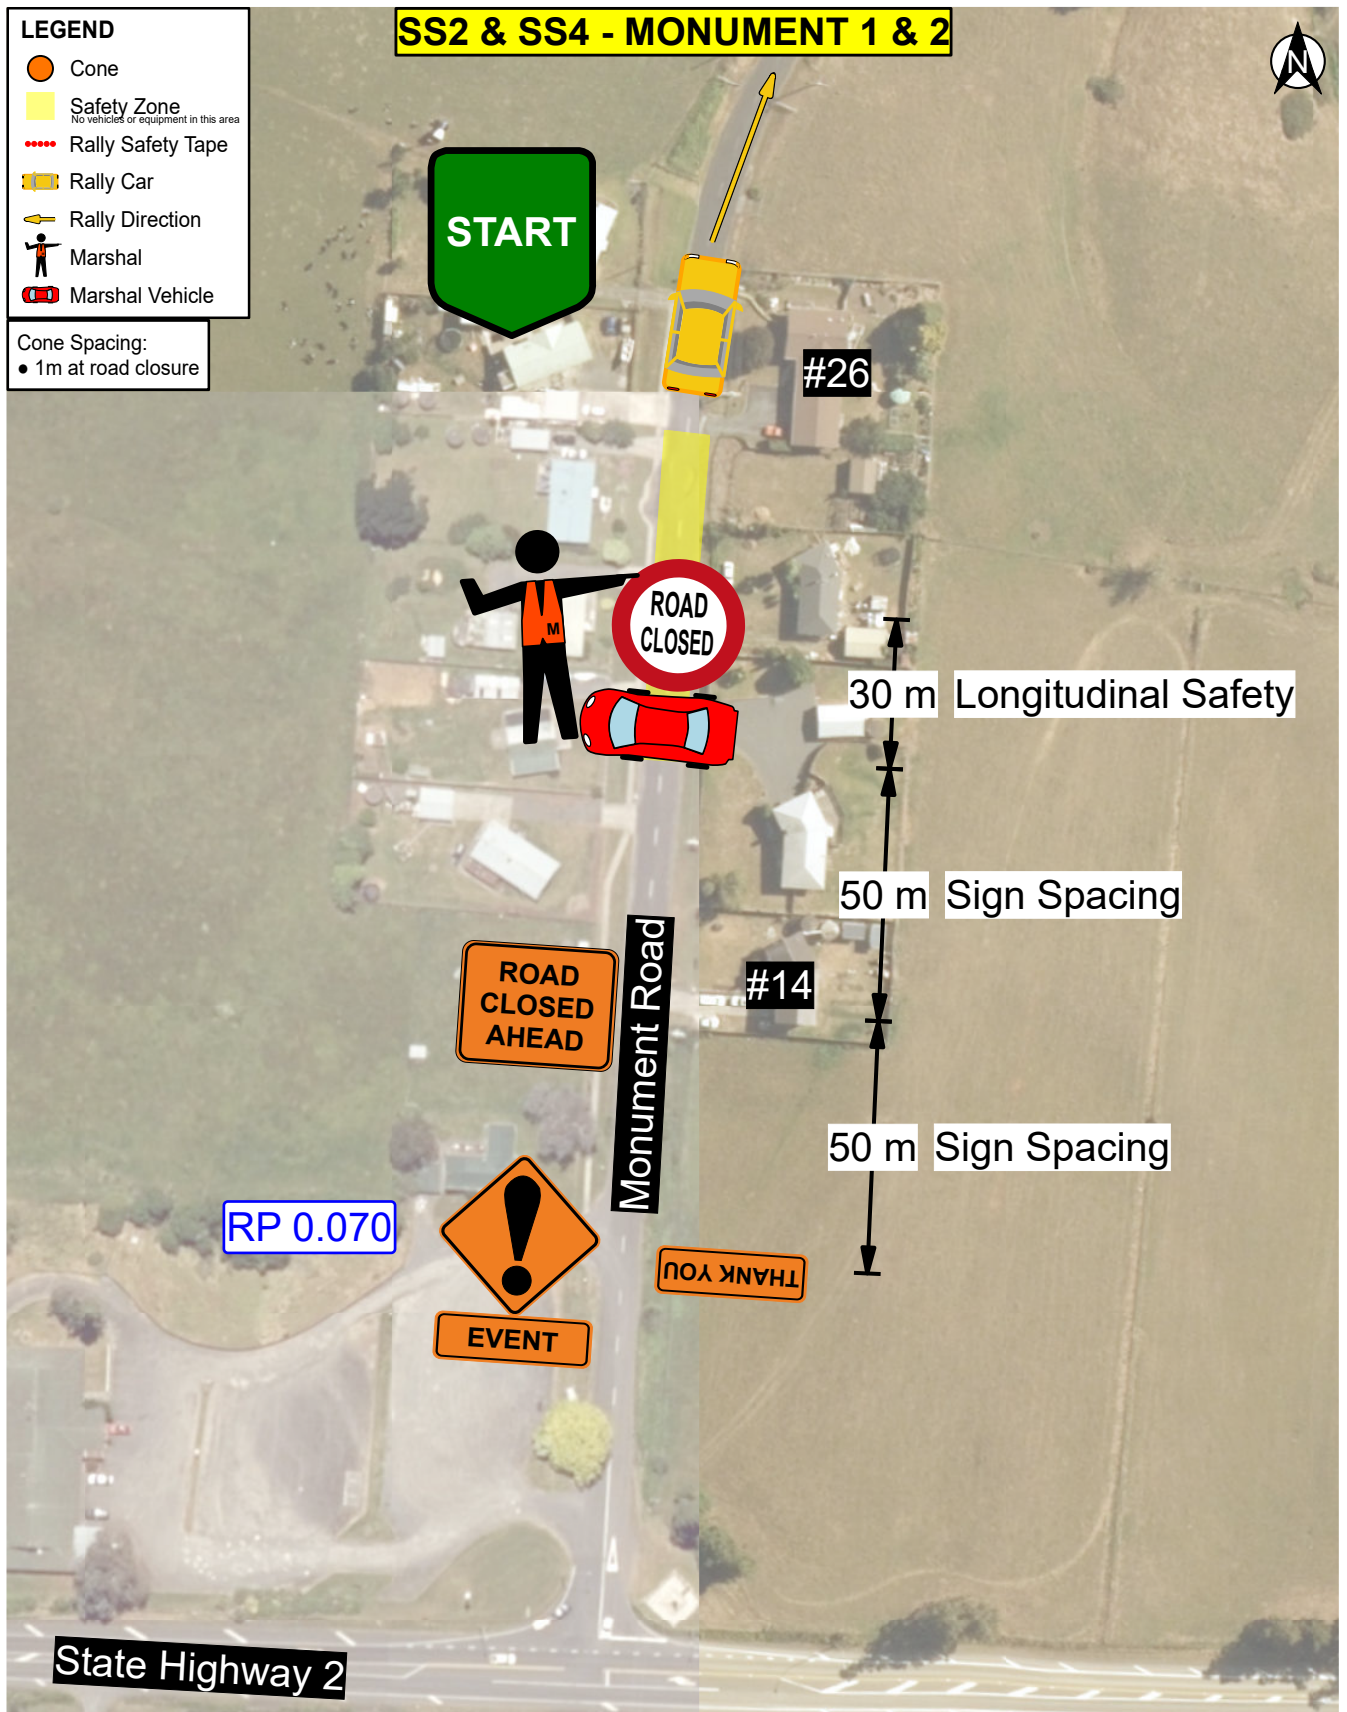 SS2 & SS4 - MONUMENT 1 & 2
LEGEND
Cone
Safety Zone
No vehicles or equipment in this area
Rally Safety Tape
Rally Car
Rally Direction
Marshal
Marshal Vehicle
Cone Spacing:
● 1m at road closure
N
START
#26
M
ROAD
CLOSED
30 m Longitudinal Safety
50 m Sign Spacing
ROAD
CLOSED
AHEAD
Monument Road
#14
50 m Sign Spacing
RP 0.070
!
EVENT
THANK YOU
State Highway 2